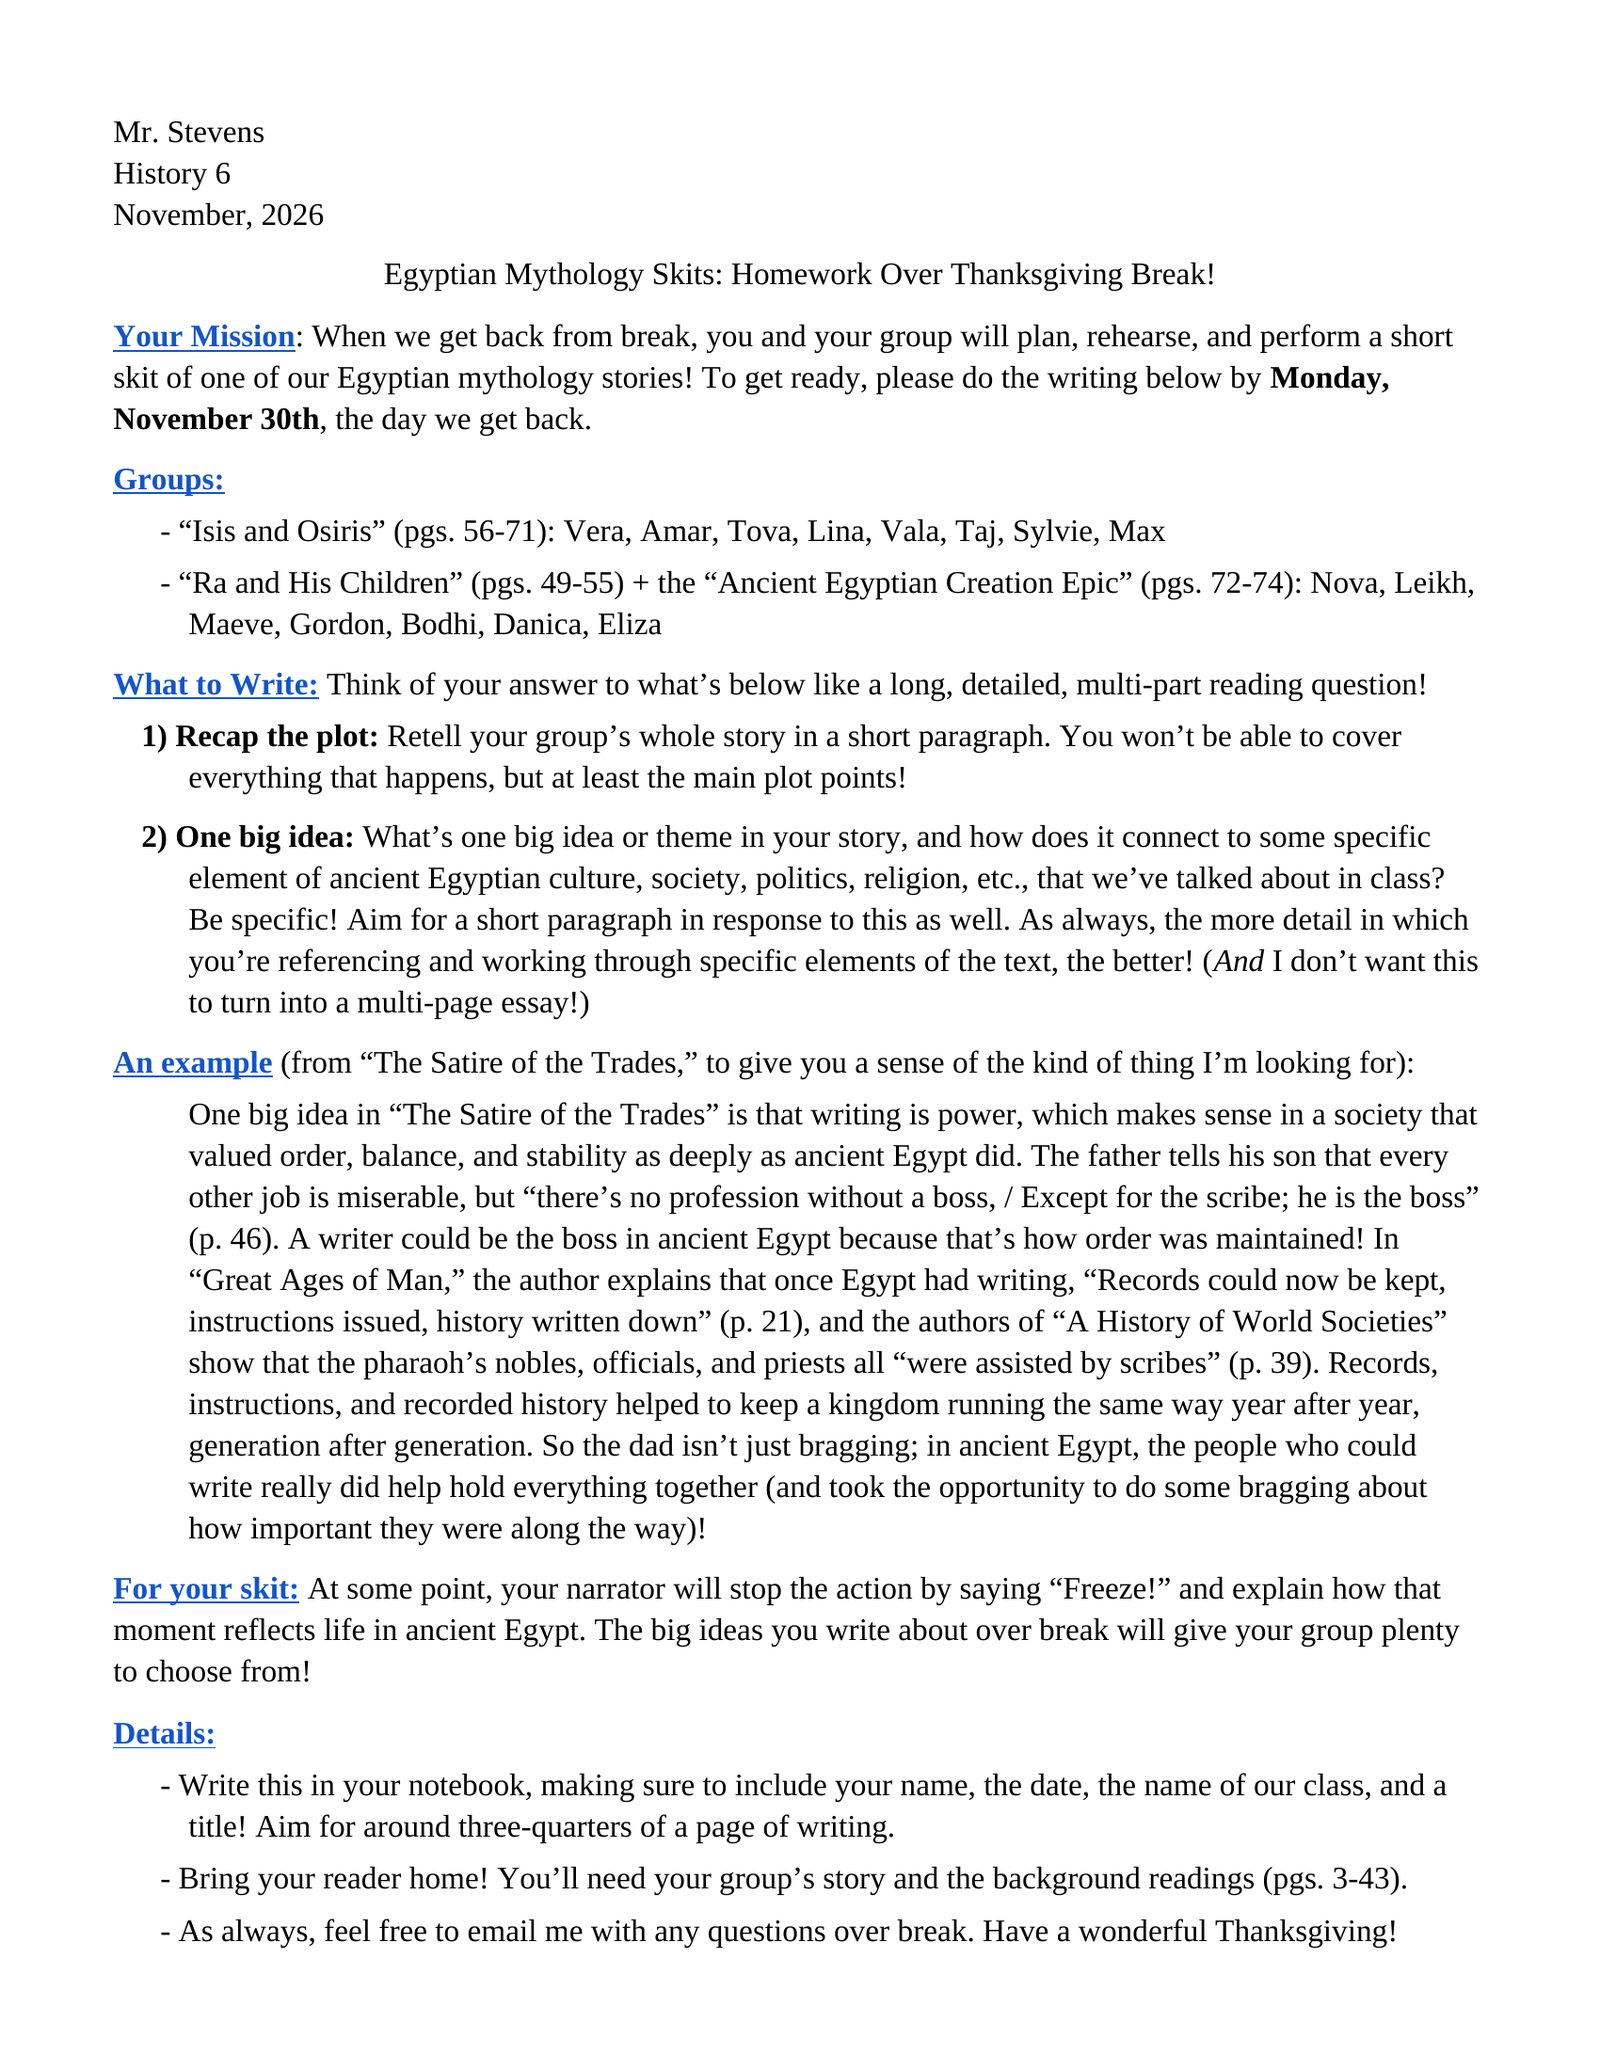 Mr. Stevens
History 6
November, 2026
Egyptian Mythology Skits: Homework Over Thanksgiving Break!
Your Mission: When we get back from break, you and your group will plan, rehearse, and perform a short
skit of one of our Egyptian mythology stories! To get ready, please do the writing below by Monday,
November 30th, the day we get back.
Groups:
- “Isis and Osiris” (pgs. 56-71): Vera, Amar, Tova, Lina, Vala, Taj, Sylvie, Max
- “Ra and His Children” (pgs. 49-55) + the “Ancient Egyptian Creation Epic” (pgs. 72-74): Nova, Leikh,
Maeve, Gordon, Bodhi, Danica, Eliza
What to Write: Think of your answer to what’s below like a long, detailed, multi-part reading question!
1) Recap the plot: Retell your group’s whole story in a short paragraph. You won’t be able to cover
everything that happens, but at least the main plot points!
2) One big idea: What’s one big idea or theme in your story, and how does it connect to some specific
element of ancient Egyptian culture, society, politics, religion, etc., that we’ve talked about in class?
Be specific! Aim for a short paragraph in response to this as well. As always, the more detail in which
you’re referencing and working through specific elements of the text, the better! (And I don’t want this
to turn into a multi-page essay!)
An example (from “The Satire of the Trades,” to give you a sense of the kind of thing I’m looking for):
One big idea in “The Satire of the Trades” is that writing is power, which makes sense in a society that
valued order, balance, and stability as deeply as ancient Egypt did. The father tells his son that every
other job is miserable, but “there’s no profession without a boss, / Except for the scribe; he is the boss”
(p. 46). A writer could be the boss in ancient Egypt because that’s how order was maintained! In
“Great Ages of Man,” the author explains that once Egypt had writing, “Records could now be kept,
instructions issued, history written down” (p. 21), and the authors of “A History of World Societies”
show that the pharaoh’s nobles, officials, and priests all “were assisted by scribes” (p. 39). Records,
instructions, and recorded history helped to keep a kingdom running the same way year after year,
generation after generation. So the dad isn’t just bragging; in ancient Egypt, the people who could
write really did help hold everything together (and took the opportunity to do some bragging about
how important they were along the way)!
For your skit: At some point, your narrator will stop the action by saying “Freeze!” and explain how that
moment reflects life in ancient Egypt. The big ideas you write about over break will give your group plenty
to choose from!
Details:
- Write this in your notebook, making sure to include your name, the date, the name of our class, and a
title! Aim for around three-quarters of a page of writing.
- Bring your reader home! You’ll need your group’s story and the background readings (pgs. 3-43).
- As always, feel free to email me with any questions over break. Have a wonderful Thanksgiving!